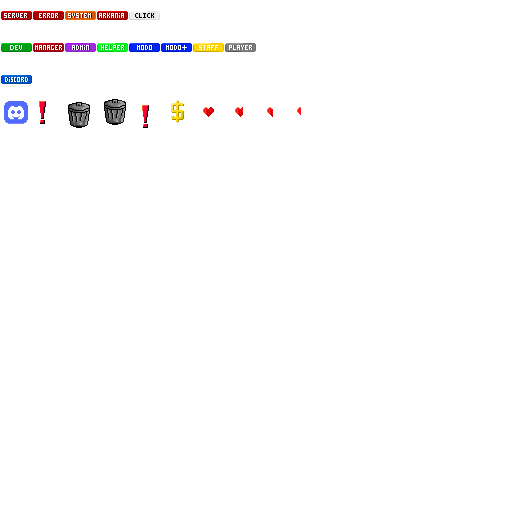 SERVER ERROR SYSTEM ARKANIA CLICK
DEV MANAGER ADMIN HELPER MODO MODO+ STAFF PLAYER
DISCORD
! ! $